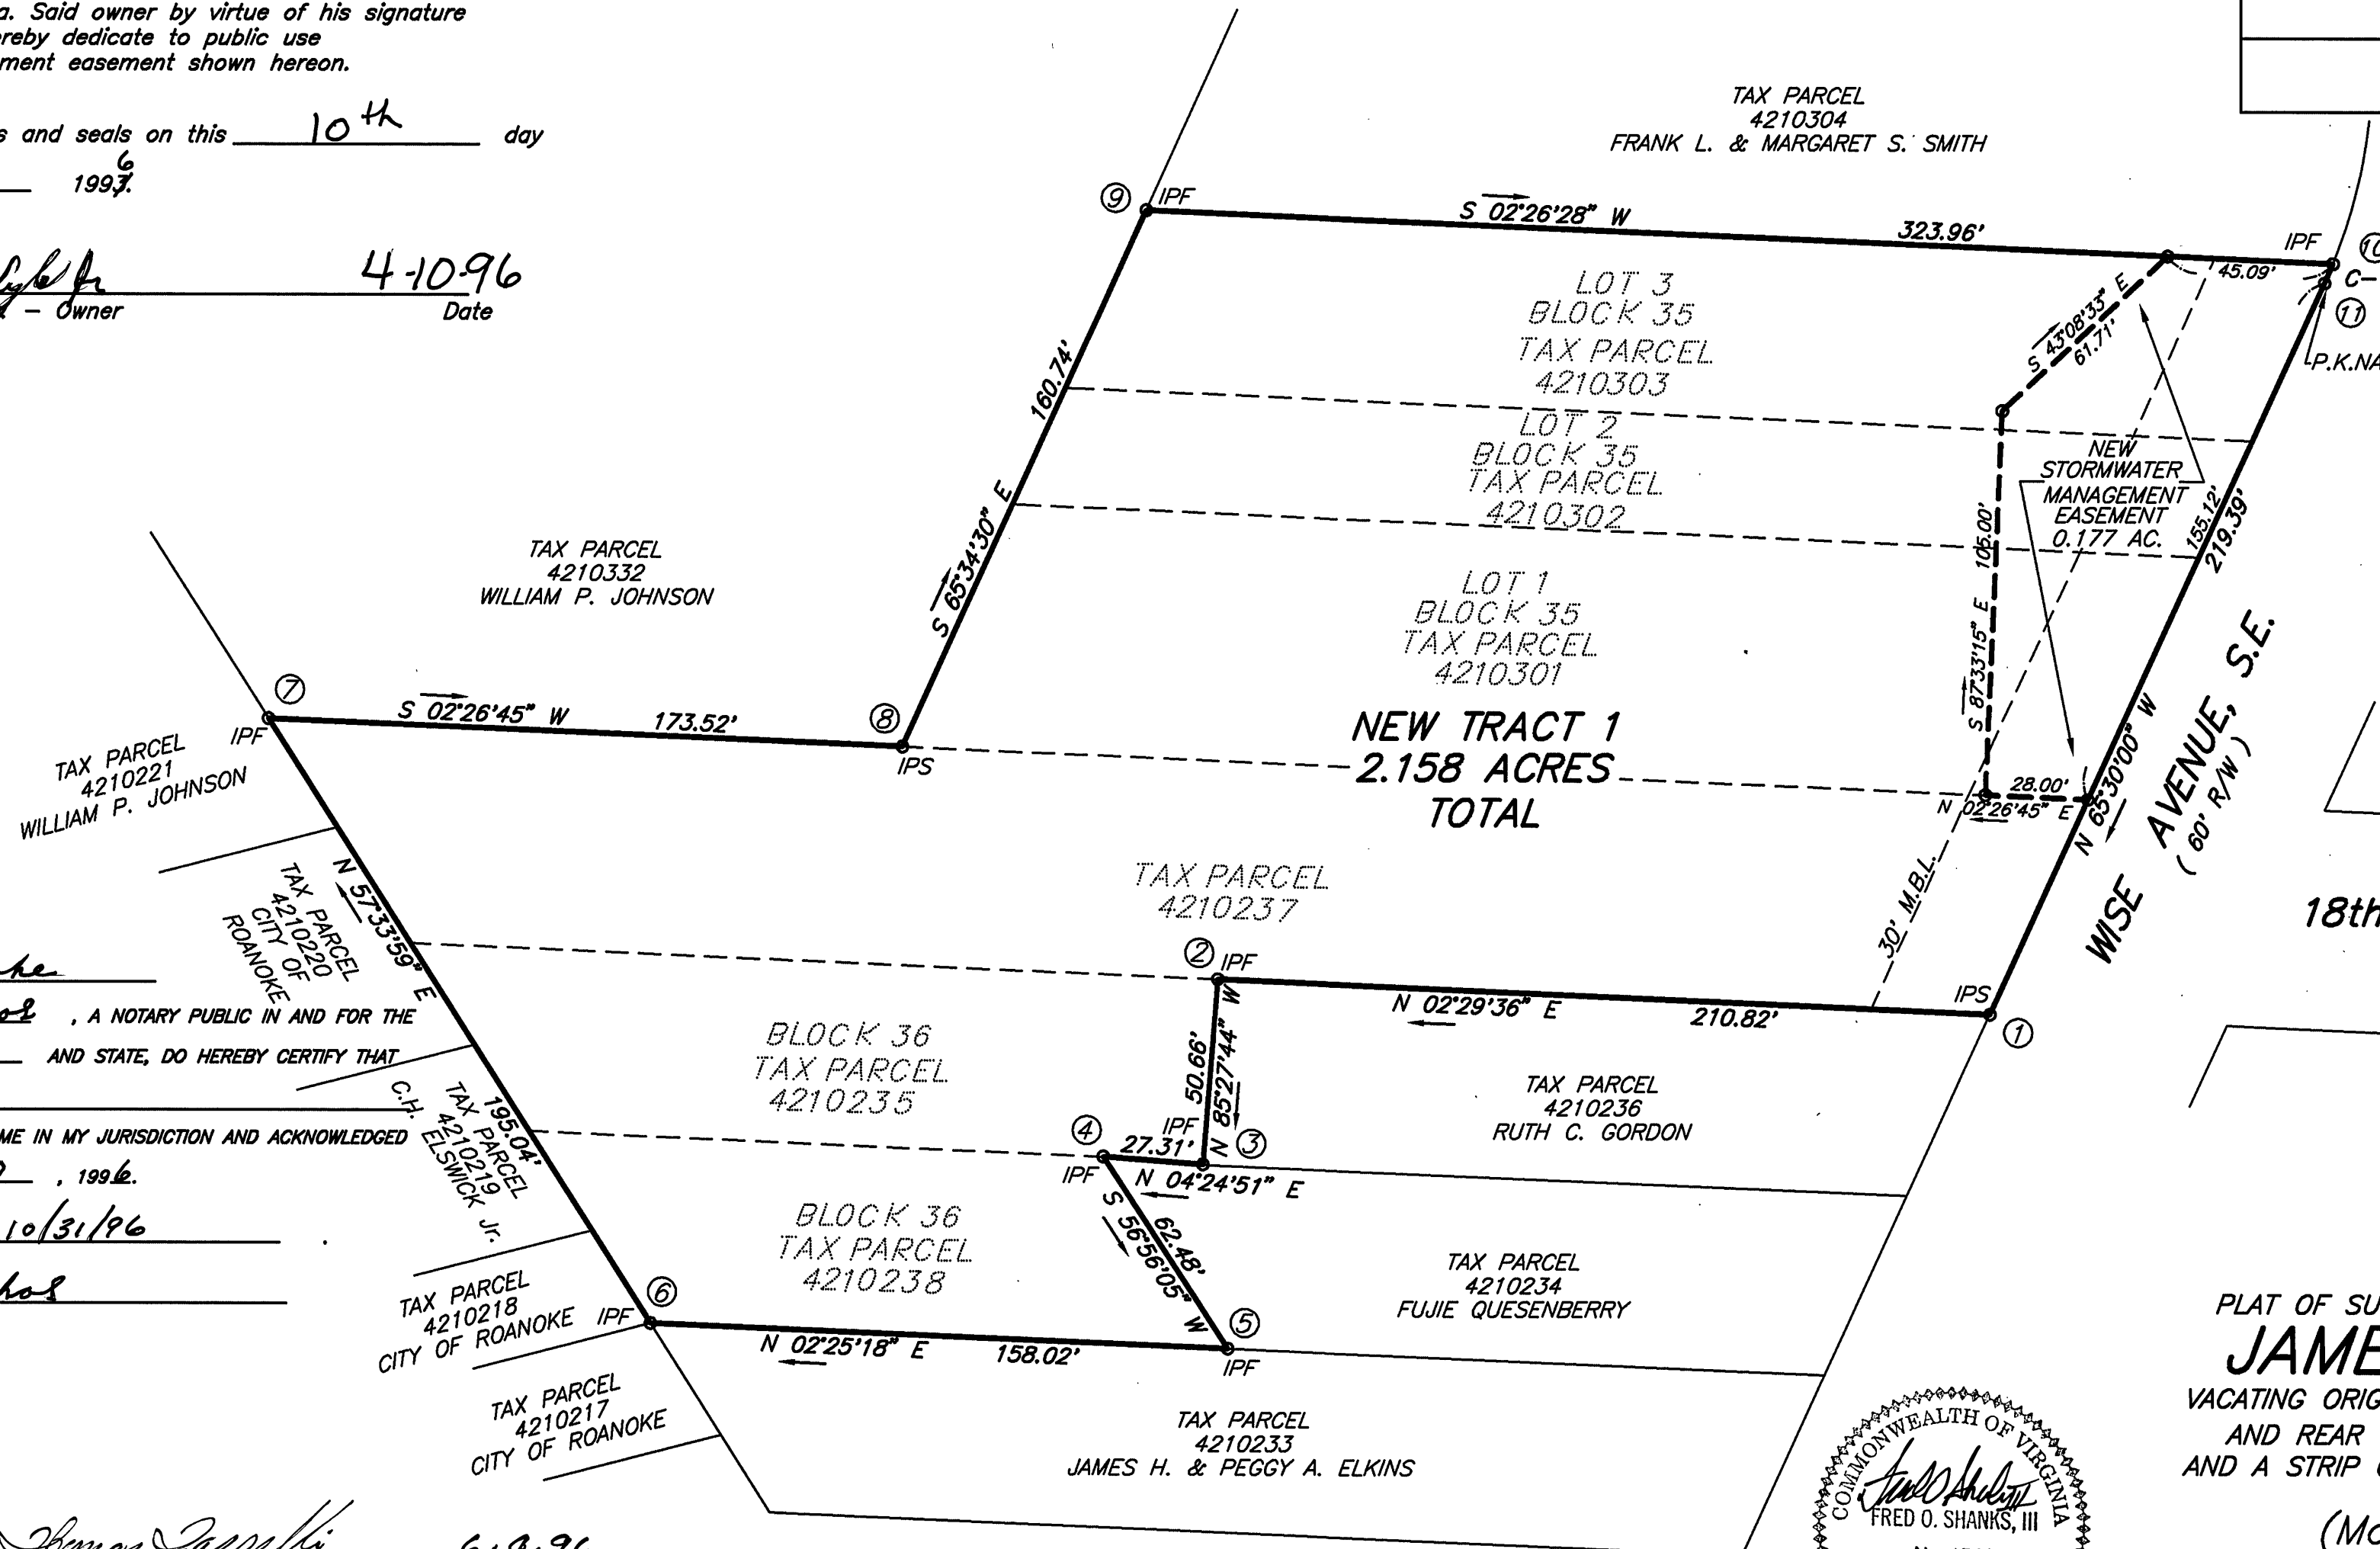 a. Said owner by virtue of his signature
reby dedicate to public use
ment easement shown hereon.
s and seals on this 10th day
1996
4-10-96
- Owner Date
TAX PARCEL
4210304
FRANK L. & MARGARET S. SMITH
9 IPF
S 02°26'28" W
323.96'
IPF
10
45.09'
C-
11
P.K.NA
S 43°08'33" E
61.71'
LOT 3
BLOCK 35
TAX PARCEL
4210303
160.74'
S 65°34'30" E
LOT 2
BLOCK 35
TAX PARCEL
4210302
NEW
STORMWATER
MANAGEMENT
EASEMENT
0.177 AC.
S 87°33'15" E 105.00'
155.12'
219.39'
TAX PARCEL
4210332
WILLIAM P. JOHNSON
LOT 1
BLOCK 35
TAX PARCEL
4210301
7
IPF
S 02°26'45" W 173.52'
8
IPS
NEW TRACT 1
2.158 ACRES
TOTAL
28.00'
N 02°26'45" E
N 65°30'00" W
WISE AVENUE, S.E.
( 60' R/W )
18th
30' M.B.L.
TAX PARCEL
4210221
WILLIAM P. JOHNSON
N 57°33'59" E
195.04'
TAX PARCEL
4210220
CITY OF
ROANOKE
TAX PARCEL
4210237
2 IPF
N 02°29'36" E 210.82'
IPS
1
, A NOTARY PUBLIC IN AND FOR THE
AND STATE, DO HEREBY CERTIFY THAT
ME IN MY JURISDICTION AND ACKNOWLEDGED
, 1996.
10/31/96
BLOCK 36
TAX PARCEL
4210235
50.66'
N 85°27'44" W
IPF
3
TAX PARCEL
4210236
RUTH C. GORDON
4
IPF
27.31'
N 04°24'51" E
TAX PARCEL
4210219
C.H. ELSWICK Jr.
BLOCK 36
TAX PARCEL
4210238
62.48'
S 56°56'05" W
TAX PARCEL
4210234
FUJIE QUESENBERRY
TAX PARCEL
4210218
CITY OF ROANOKE
6
IPF
N 02°25'18" E 158.02'
5
IPF
TAX PARCEL
4210217
CITY OF ROANOKE
TAX PARCEL
4210233
JAMES H. & PEGGY A. ELKINS
PLAT OF SU
JAME
VACATING ORIG
AND REAR
AND A STRIP
(Mo
COMMONWEALTH OF VIRGINIA
FRED O. SHANKS, III